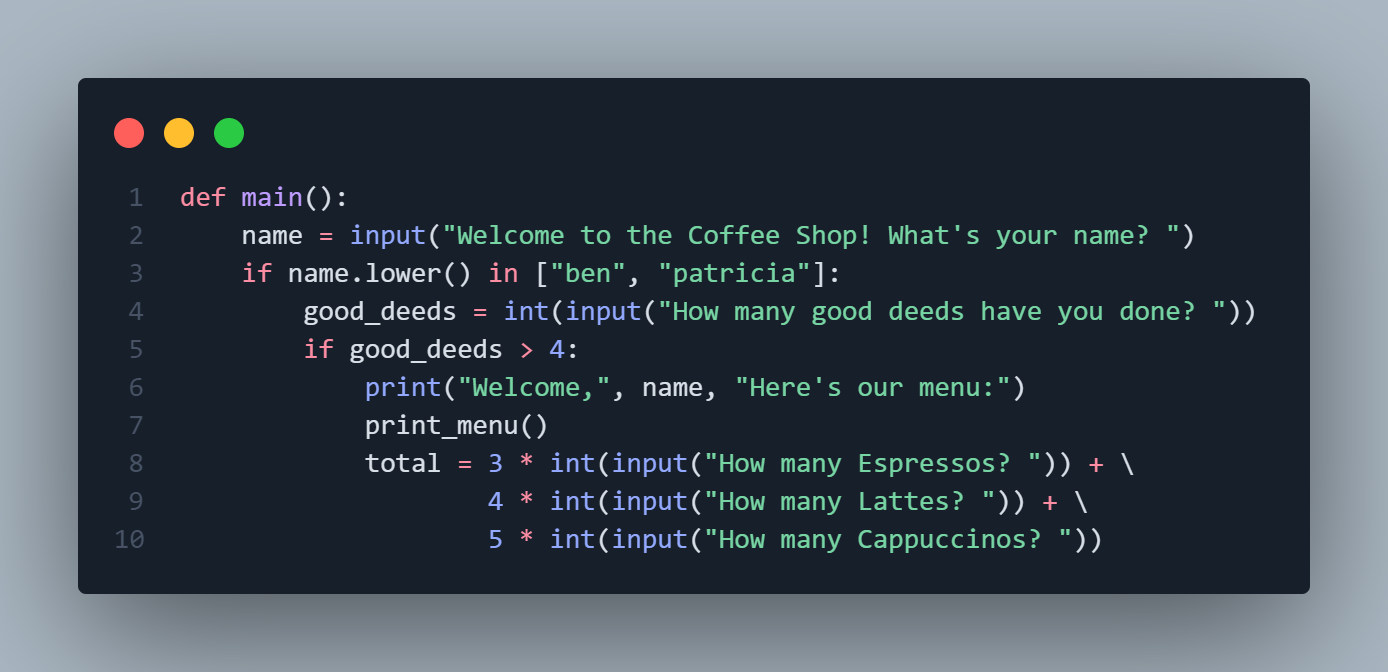 1 def main():
2     name = input("Welcome to the Coffee Shop! What's your name? ")
3     if name.lower() in ["ben", "patricia"]:
4         good_deeds = int(input("How many good deeds have you done? "))
5         if good_deeds > 4:
6             print("Welcome,", name, "Here's our menu:")
7             print_menu()
8             total = 3 * int(input("How many Espressos? ")) + \
9                     4 * int(input("How many Lattes? ")) + \
10                     5 * int(input("How many Cappuccinos? "))